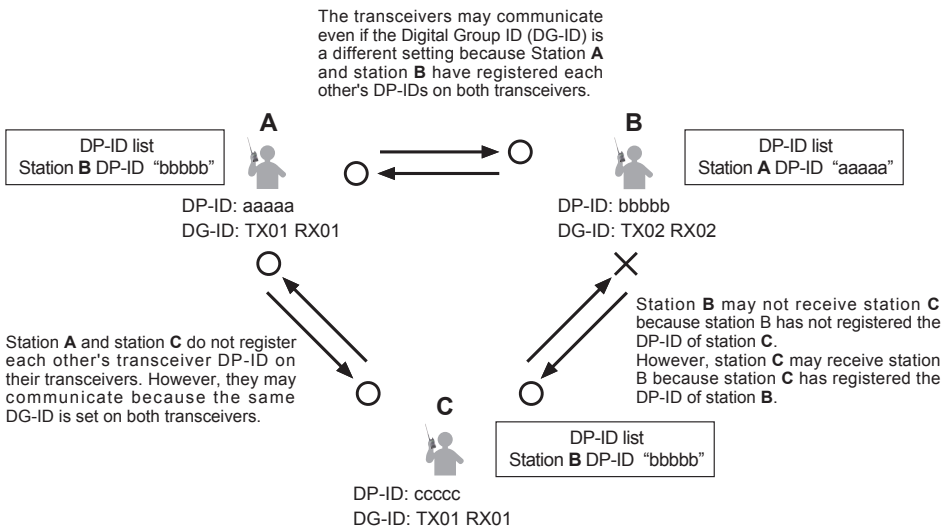 The transceivers may communicate
even if the Digital Group ID (DG-ID) is
a different setting because Station A
and station B have registered each
other's DP-IDs on both transceivers.
A
B
DP-ID list
Station B DP-ID “bbbbb”
DP-ID list
Station A DP-ID “aaaaa”
DP-ID: aaaaa
DG-ID: TX01 RX01
DP-ID: bbbbb
DG-ID: TX02 RX02
Station A and station C do not register
each other's transceiver DP-ID on
their transceivers. However, they may
communicate because the same
DG-ID is set on both transceivers.
Station B may not receive station C
because station B has not registered the
DP-ID of station C.
However, station C may receive station
B because station C has registered the
DP-ID of station B.
C
DP-ID list
Station B DP-ID “bbbbb”
DP-ID: ccccc
DG-ID: TX01 RX01